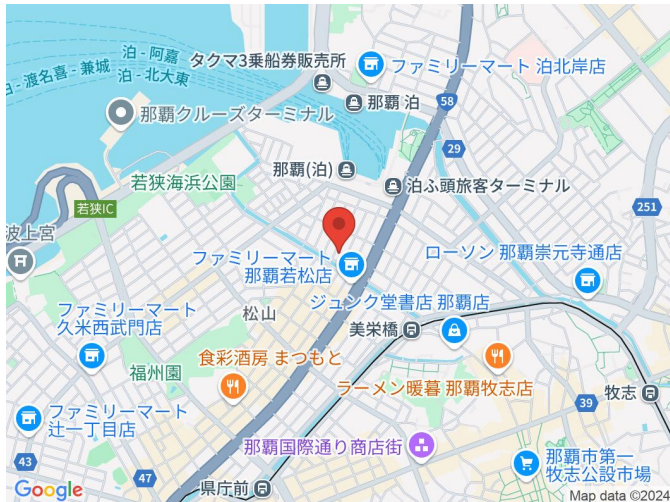 泊 - 阿嘉
泊 - 渡名喜 - 兼城
泊 - 北大東
タクマ3乗船券販売所
ファミリーマート 泊北岸店
那覇 泊
58
那覇クルーズターミナル
29
那覇(泊)
泊ふ頭旅客ターミナル
若狭海浜公園
251
若狭IC
波上宮
ファミリーマート
那覇若松店
ローソン 那覇崇元寺通店
ジュンク堂書店 那覇店
ファミリーマート
久米西武門店
松山
美栄橋
福州園
食彩酒房 まつもと
ラーメン暖暮 那覇牧志店
牧志
39
ファミリーマート
辻一丁目店
那覇国際通り商店街
43
47
那覇市第一
牧志公設市場
県庁前
Google
Map data ©2024